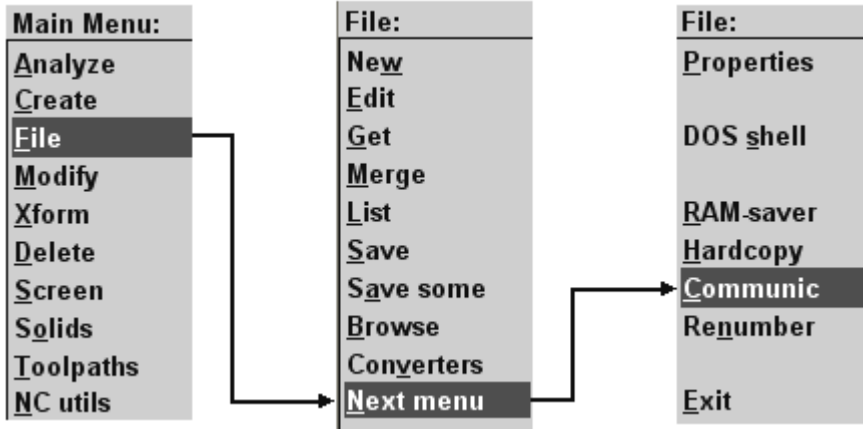 Main Menu:
Analyze
Create
File
Modify
Xform
Delete
Screen
Solids
Toolpaths
NC utils
File:
New
Edit
Get
Merge
List
Save
Save some
Browse
Converters
Next menu
File:
Properties
DOS shell
RAM-saver
Hardcopy
Communic
Renumber
Exit